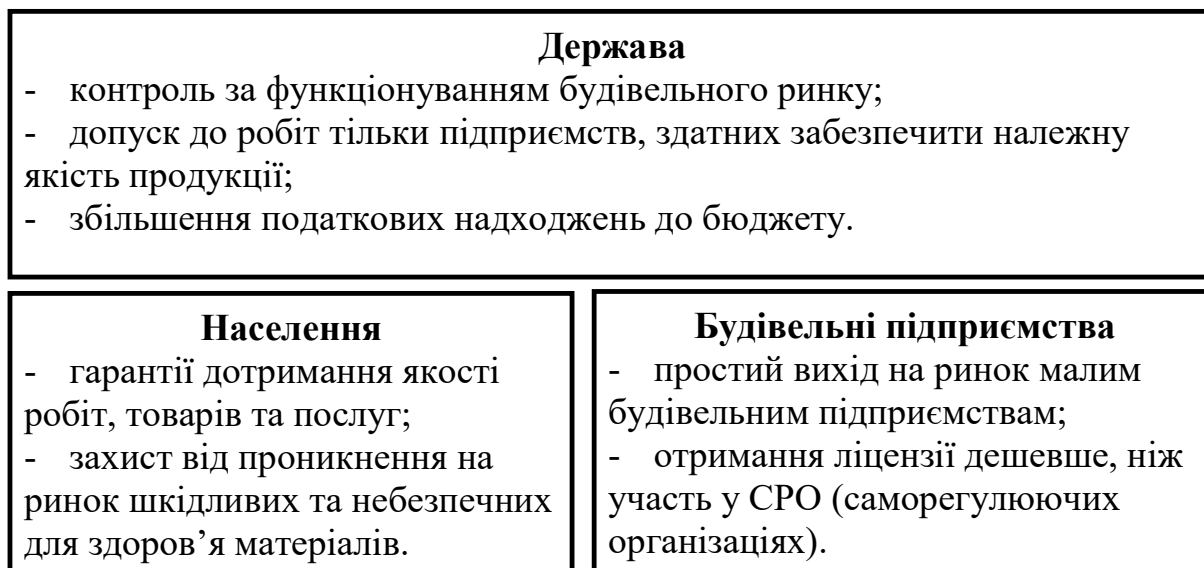 Держава
- контроль за функціонуванням будівельного ринку;
- допуск до робіт тільки підприємств, здатних забезпечити належну
якість продукції;
- збільшення податкових надходжень до бюджету.
Населення
- гарантії дотримання якості
робіт, товарів та послуг;
- захист від проникнення на
ринок шкідливих та небезпечних
для здоров’я матеріалів.
Будівельні підприємства
- простий вихід на ринок малим
будівельним підприємствам;
- отримання ліцензії дешевше, ніж
участь у СРО (саморегулюючих
організаціях).